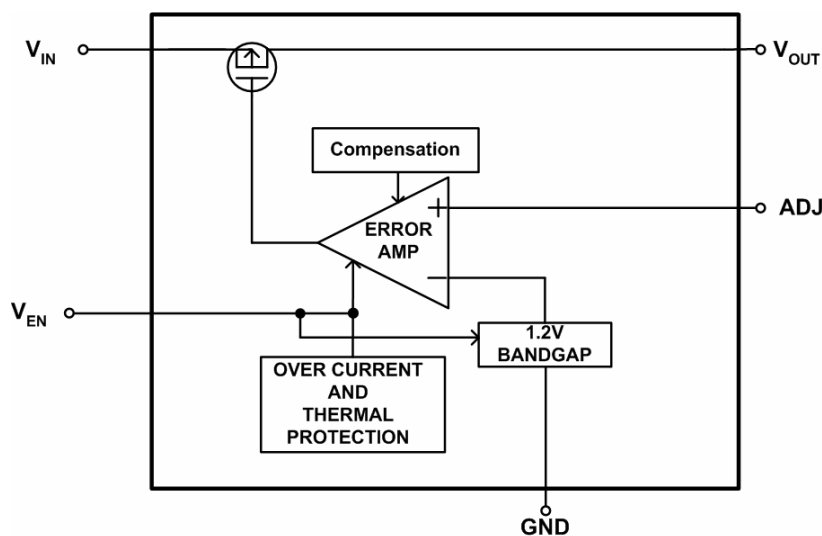 V_IN
V_OUT
Compensation
+
ADJ
ERROR
AMP
−
V_EN
1.2V
BANDGAP
OVER CURRENT
AND
THERMAL
PROTECTION
GND